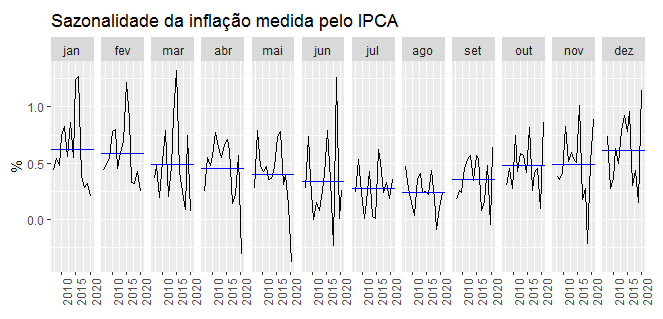 Sazonalidade da inflação medida pelo IPCA
jan fev mar abr mai jun jul ago set out nov dez
%
1.0
0.5
0.0
2010 2015 2020 2010 2015 2020 2010 2015 2020 2010 2015 2020 2010 2015 2020 2010 2015 2020 2010 2015 2020 2010 2015 2020 2010 2015 2020 2010 2015 2020 2010 2015 2020 2010 2015 2020